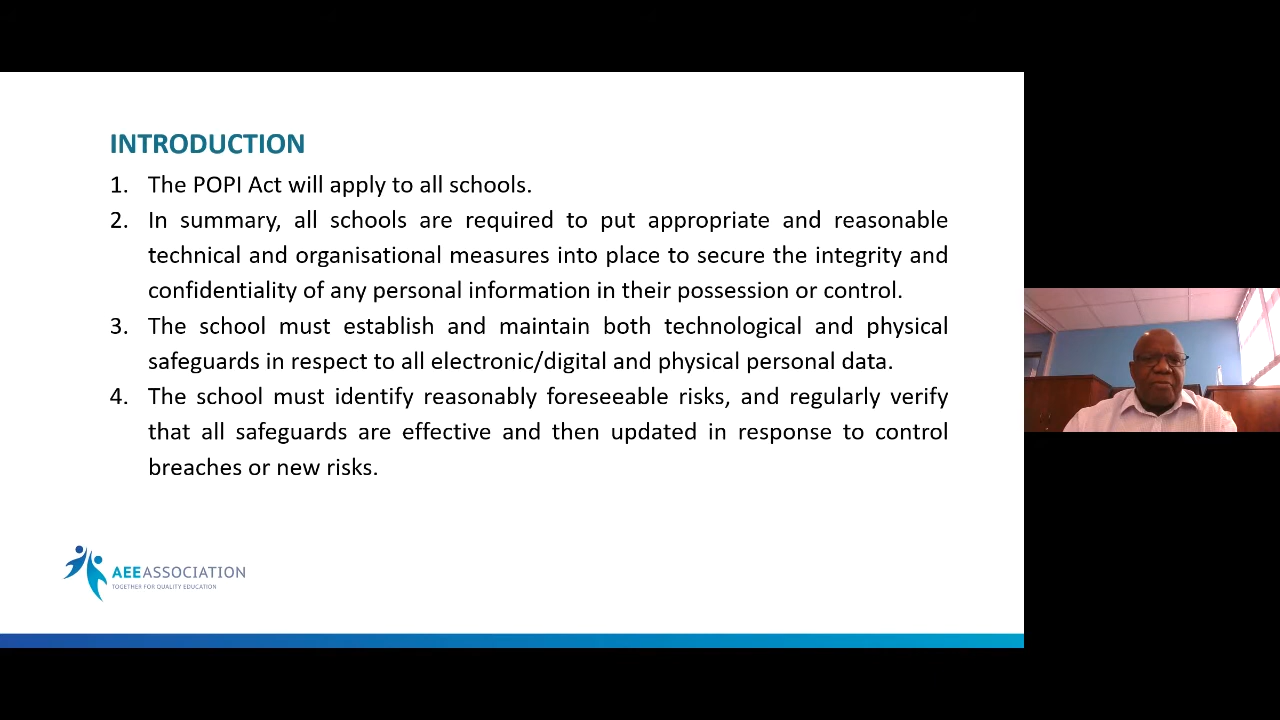 INTRODUCTION
1. The POPI Act will apply to all schools.
2. In summary, all schools are required to put appropriate and reasonable
technical and organisational measures into place to secure the integrity and
confidentiality of any personal information in their possession or control.
3. The school must establish and maintain both technological and physical
safeguards in respect to all electronic/digital and physical personal data.
4. The school must identify reasonably foreseeable risks, and regularly verify
that all safeguards are effective and then updated in response to control
breaches or new risks.
AEEASSOCIATION
TOGETHER FOR QUALITY EDUCATION